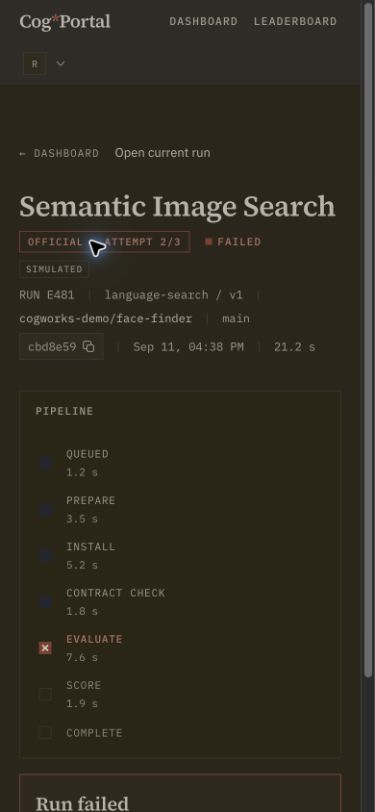 Cog*Portal
DASHBOARD LEADERBOARD
R
← DASHBOARD Open current run
Semantic Image Search
OFFICIAL ATTEMPT 2/3 FAILED
SIMULATED
RUN E481 | language-search / v1 |
cogworks-demo/face-finder | main
cbd8e59 | Sep 11, 04:38 PM | 21.2 s
PIPELINE
QUEUED
1.2 s
PREPARE
3.5 s
INSTALL
5.2 s
CONTRACT CHECK
1.8 s
EVALUATE
7.6 s
SCORE
1.9 s
COMPLETE
Run failed